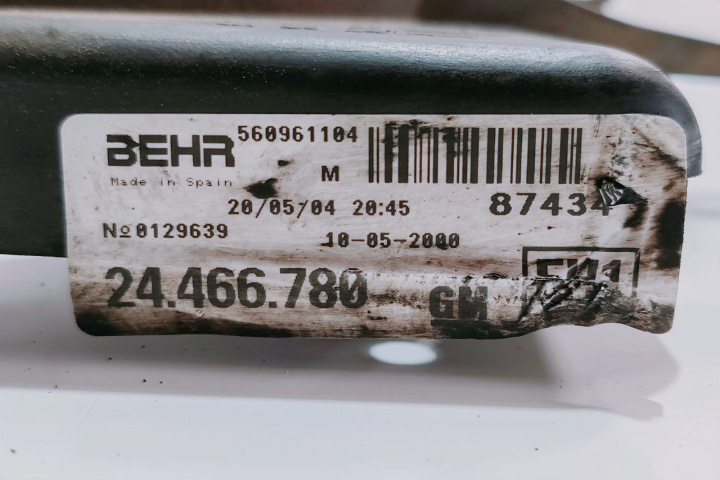 BEHR 560961104
Made in Spain M
20/05/04 20:45 87434
Nº0129639 10-05-2000
24.466.780 GM